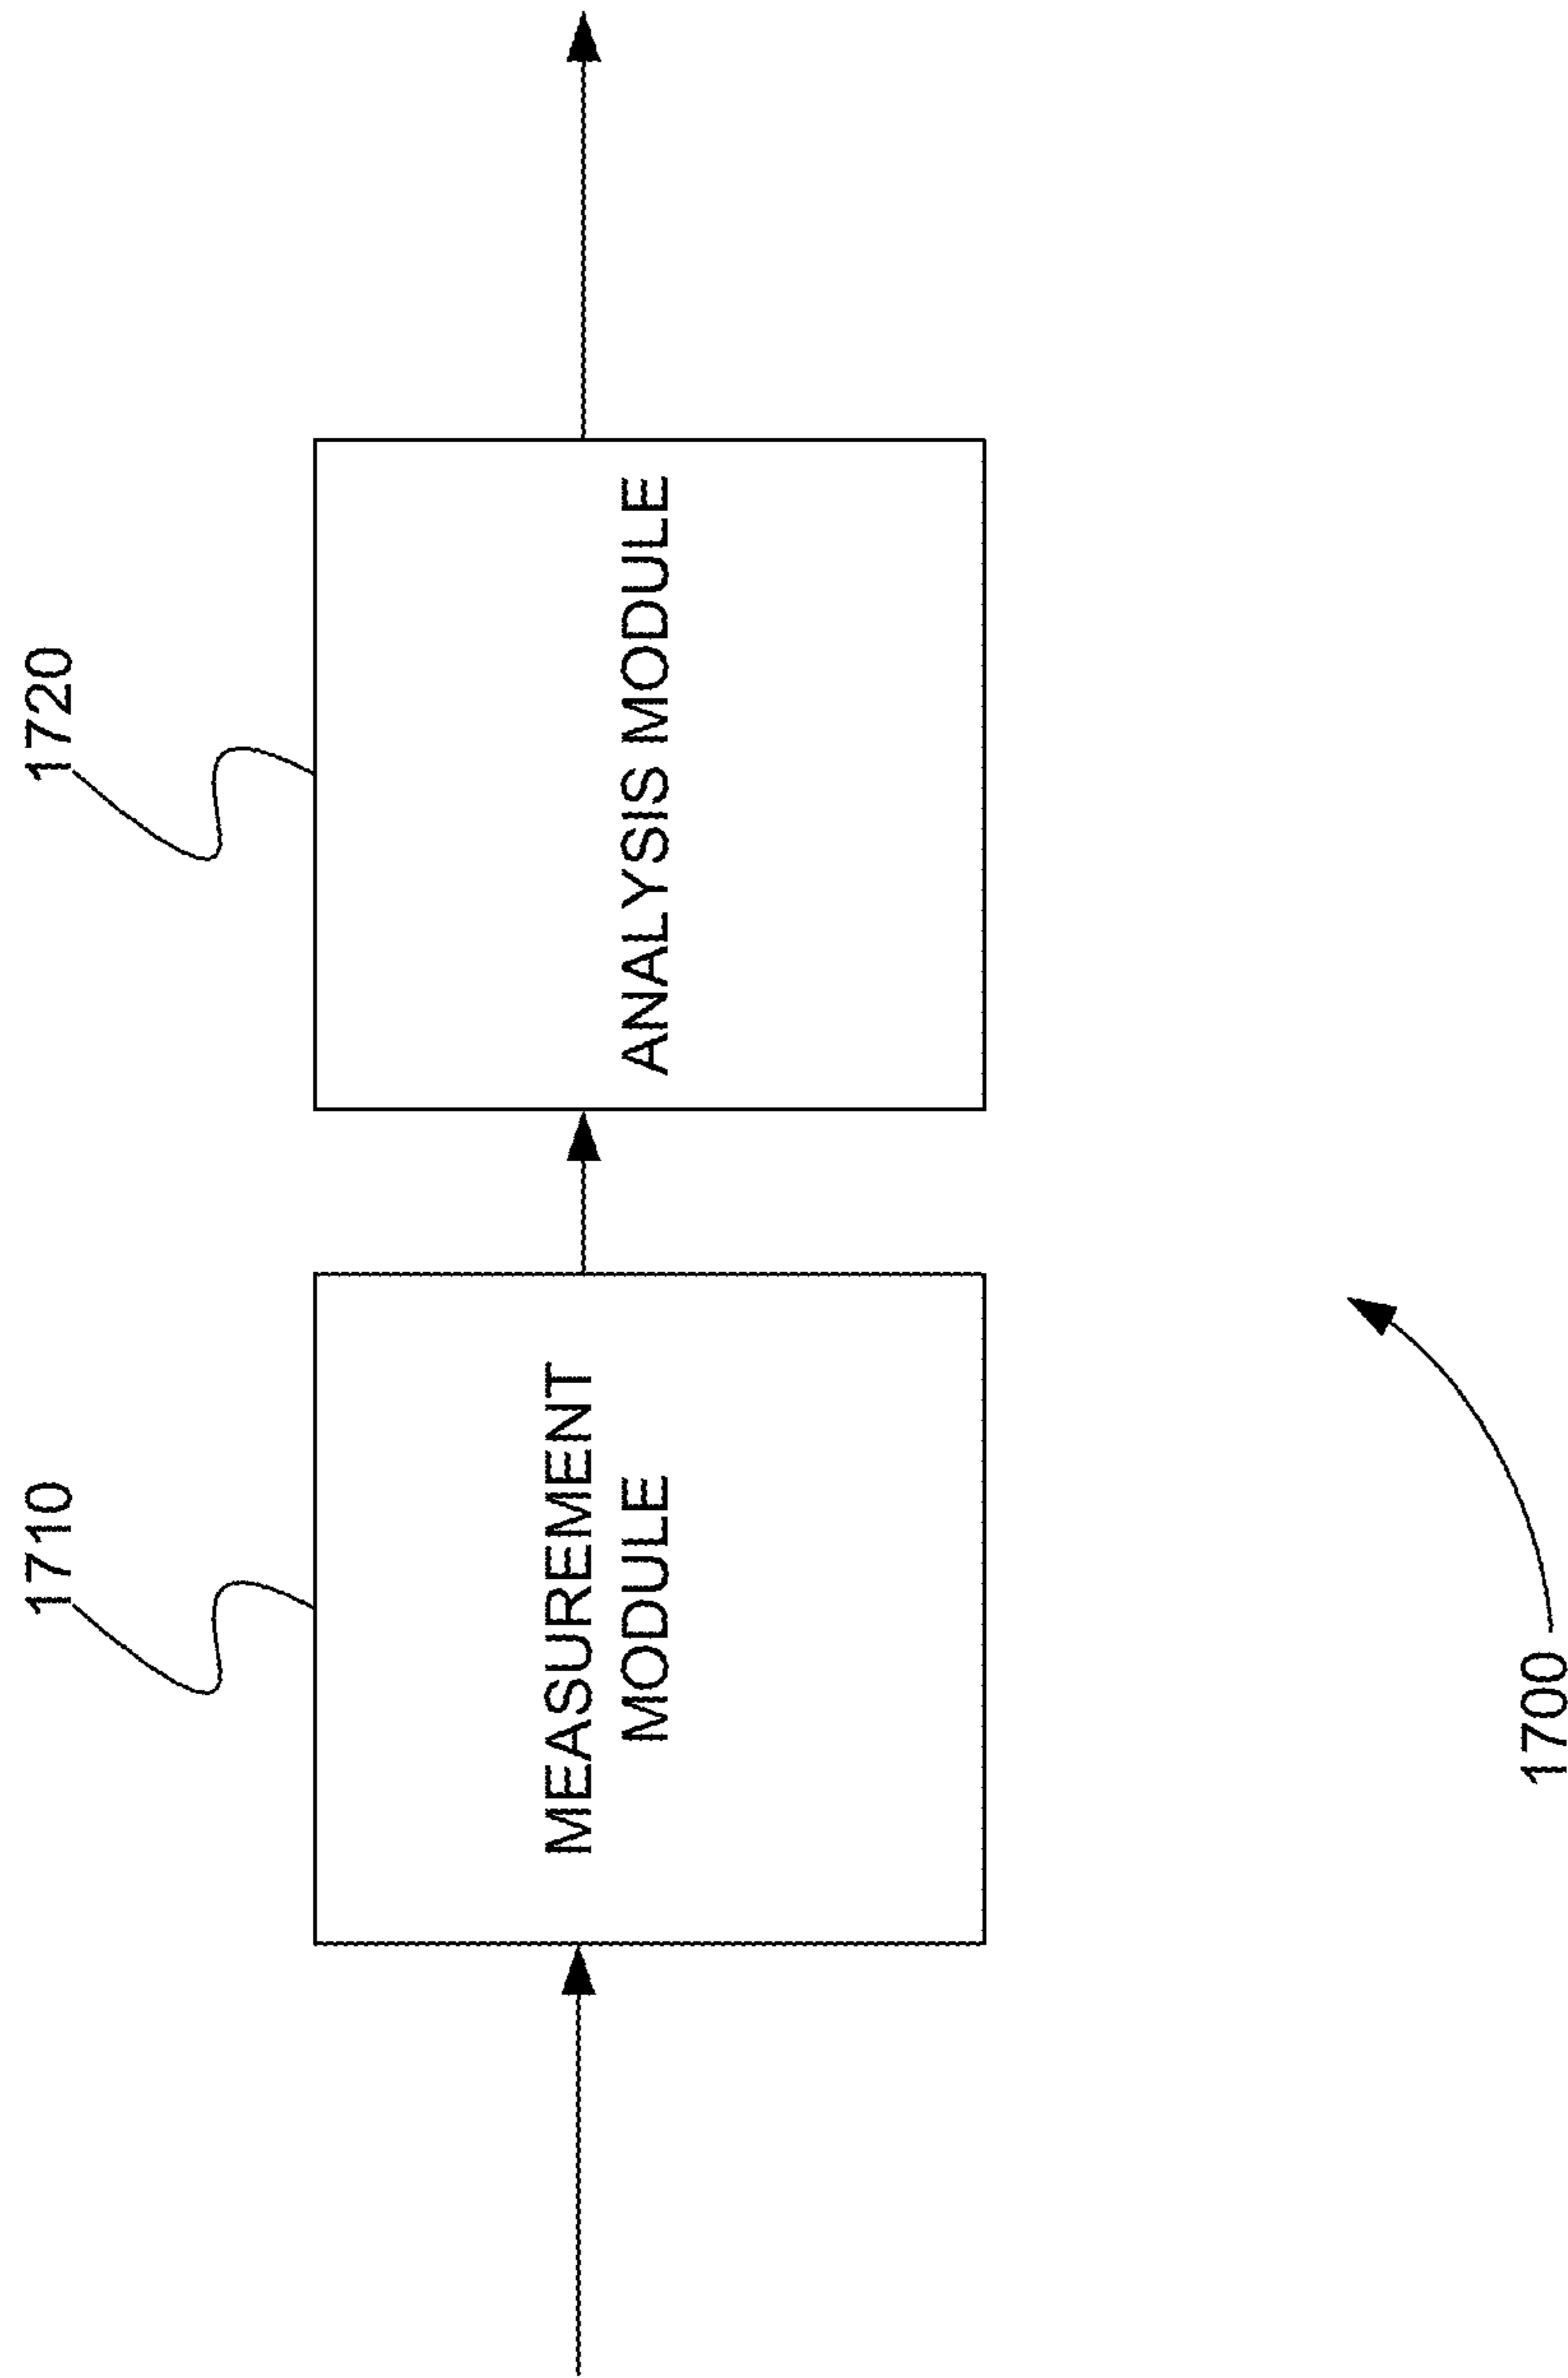 1710
1720
MEASUREMENT
MODULE
ANALYSIS MODULE
1700